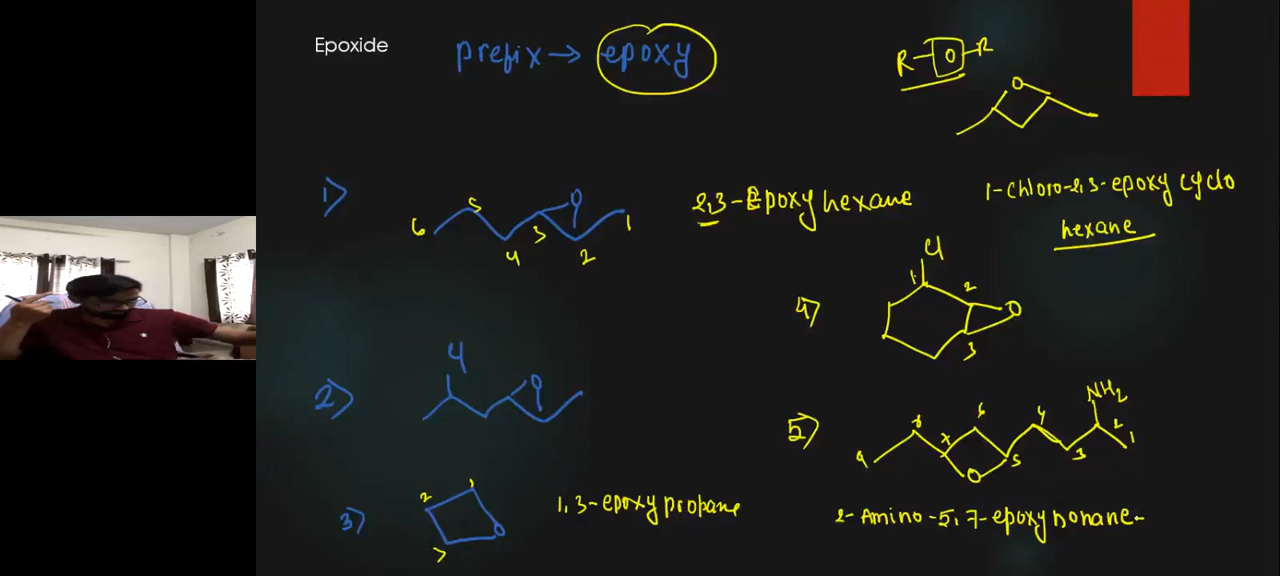 Epoxide
prefix → epoxy
R-O-R
O
1)
6 5 4 3 2 1
O
2,3-Epoxy hexane
1-chloro-2,3-epoxy cyclo
hexane
4)
Cl
1 2 3
O
2)
Cl
O
5)
NH2
9 8 7 6 5 4 3 2 1
O
3)
2 1
3
O
1,3-epoxy propane
2-Amino-5,7-epoxy nonane-